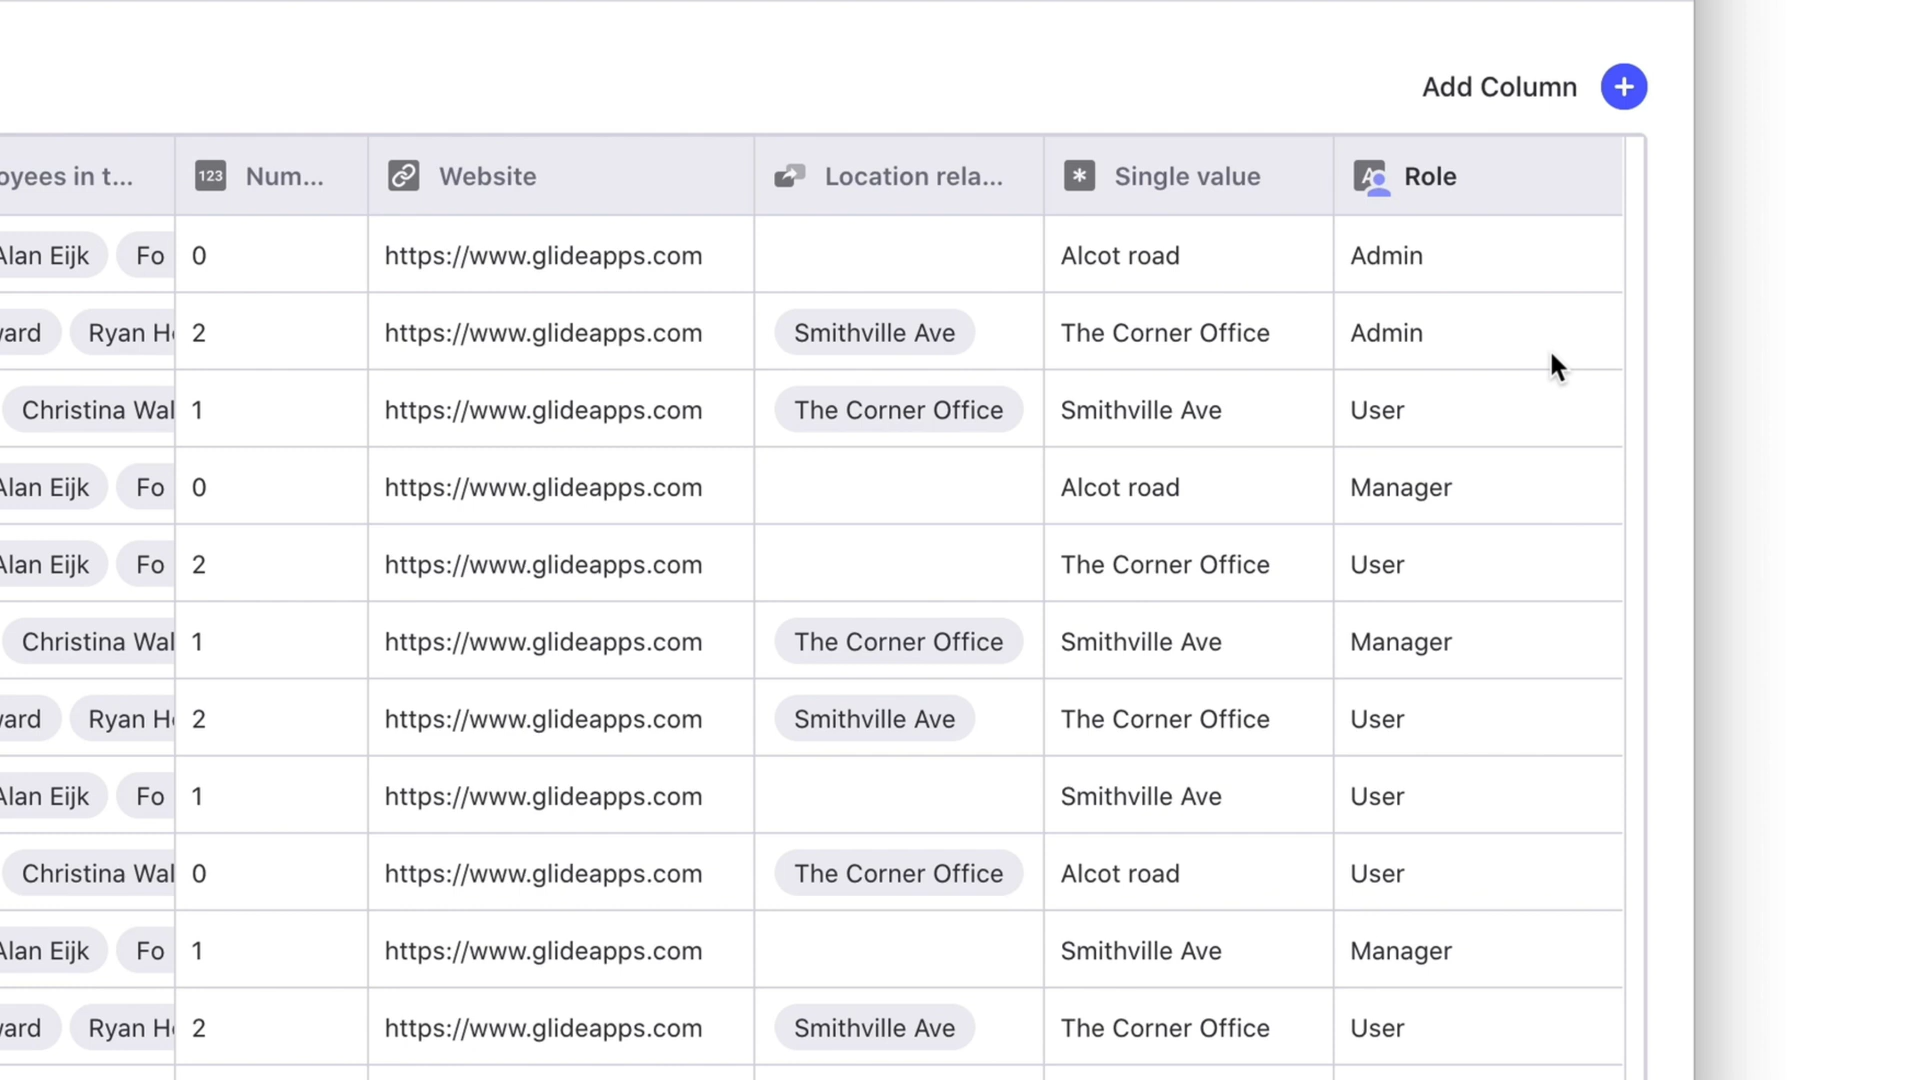 Add Column
oyees in t... Num... Website Location rela... Single value Role
Alan Eijk Fo 0 https://www.glideapps.com Alcot road Admin
ward Ryan H 2 https://www.glideapps.com Smithville Ave The Corner Office Admin
Christina Wal 1 https://www.glideapps.com The Corner Office Smithville Ave User
Alan Eijk Fo 0 https://www.glideapps.com Alcot road Manager
Alan Eijk Fo 2 https://www.glideapps.com The Corner Office User
Christina Wal 1 https://www.glideapps.com The Corner Office Smithville Ave Manager
ward Ryan H 2 https://www.glideapps.com Smithville Ave The Corner Office User
Alan Eijk Fo 1 https://www.glideapps.com Smithville Ave User
Christina Wal 0 https://www.glideapps.com The Corner Office Alcot road User
Alan Eijk Fo 1 https://www.glideapps.com Smithville Ave Manager
ward Ryan H 2 https://www.glideapps.com Smithville Ave The Corner Office User